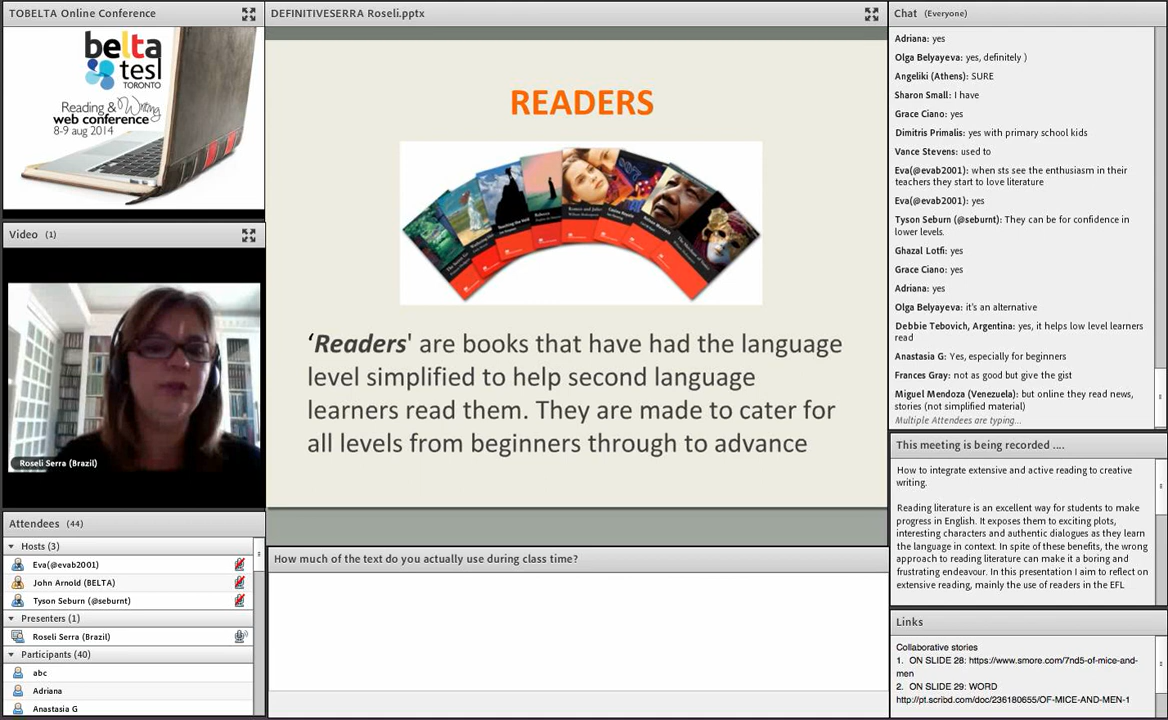 TOBELTA Online Conference
belta
tesl
TORONTO
Reading & Writing
web conference
8-9 aug 2014
Video (1)
Roseli Serra (Brazil)
Attendees (44)
Hosts (3)
Eva(@evab2001)
John Arnold (BELTA)
Tyson Seburn (@seburnt)
Presenters (1)
Roseli Serra (Brazil)
Participants (40)
abc
Adriana
Anastasia G
DEFINITIVESERRA Roseli.pptx
READERS
'Readers' are books that have had the language
level simplified to help second language
learners read them. They are made to cater for
all levels from beginners through to advance
How much of the text do you actually use during class time?
Chat (Everyone)
Adriana: yes
Olga Belyayeva: yes, definitely )
Angeliki (Athens): SURE
Sharon Small: I have
Grace Ciano: yes
Dimitris Primalis: yes with primary school kids
Vance Stevens: used to
Eva(@evab2001): when sts see the enthusiasm in their
teachers they start to love literature
Eva(@evab2001): yes
Tyson Seburn (@seburnt): They can be for confidence in
lower levels.
Ghazal Lotfi: yes
Grace Ciano: yes
Adriana: yes
Olga Belyayeva: it's an alternative
Debbie Tebovich, Argentina: yes, it helps low level learners
read
Anastasia G: Yes, especially for beginners
Frances Gray: not as good but give the gist
Miguel Mendoza (Venezuela): but online they read news,
stories (not simplified material)
Multiple Attendees are typing...
This meeting is being recorded ....
How to integrate extensive and active reading to creative
writing.
Reading literature is an excellent way for students to make
progress in English. It exposes them to exciting plots,
interesting characters and authentic dialogues as they learn
the language in context. In spite of these benefits, the wrong
approach to reading literature can make it a boring and
frustrating endeavour. In this presentation I aim to reflect on
extensive reading, mainly the use of readers in the EFL
Links
Collaborative stories
1. ON SLIDE 28: https://www.smore.com/7nd5-of-mice-and-
men
2. ON SLIDE 29: WORD
http://pt.scribd.com/doc/236180655/OF-MICE-AND-MEN-1